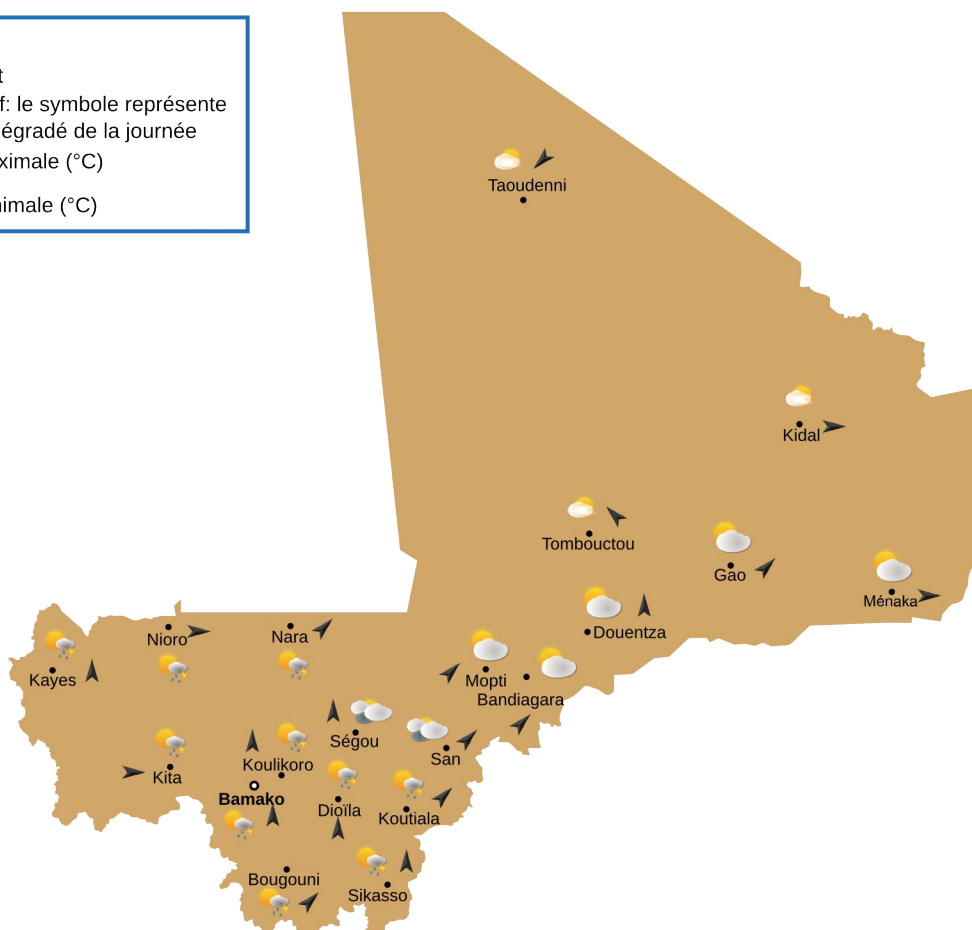 t
f: le symbole représente
égradé de la journée
ximale (°C)
imale (°C)
Taoudenni
Kidal
Tombouctou
Gao
Ménaka
Douentza
Nioro
Nara
Kayes
Mopti
Bandiagara
Ségou
San
Koulikoro
Kita
Bamako
Dioïla
Koutiala
Bougouni
Sikasso